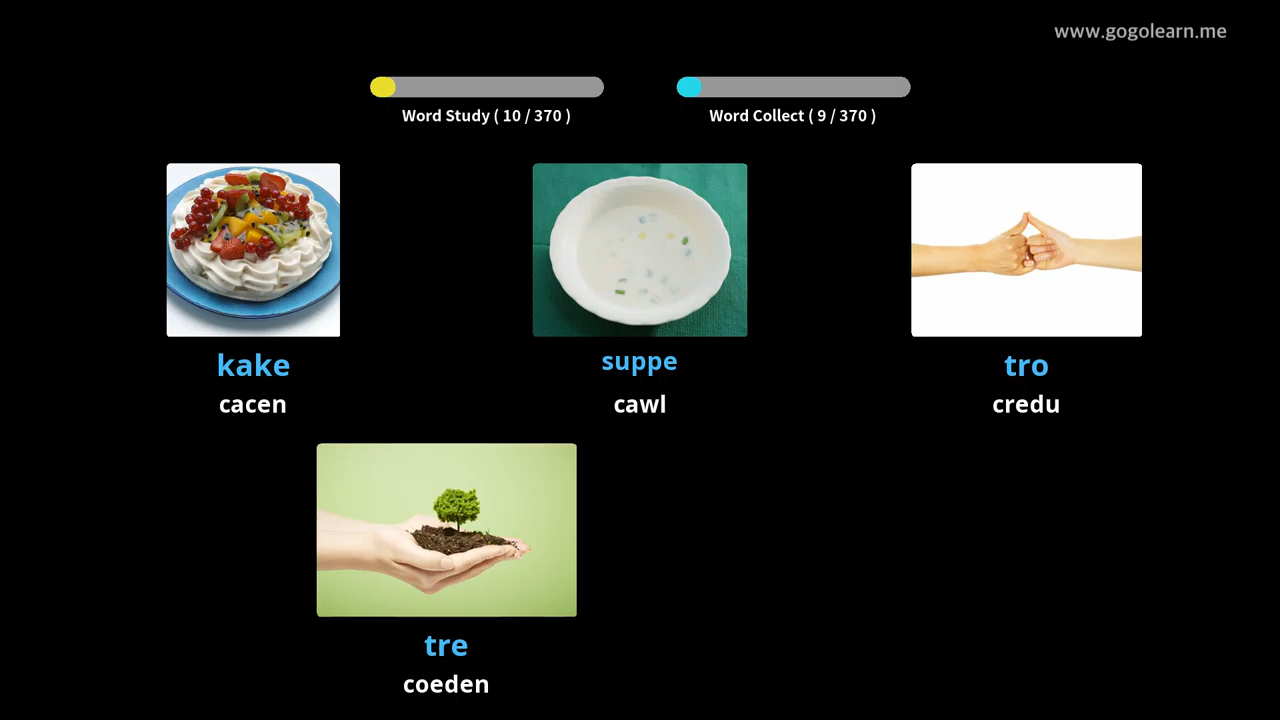 www.gogolearn.me
Word Study ( 10 / 370 )
Word Collect ( 9 / 370 )
kake
cacen
suppe
cawl
tro
credu
tre
coeden